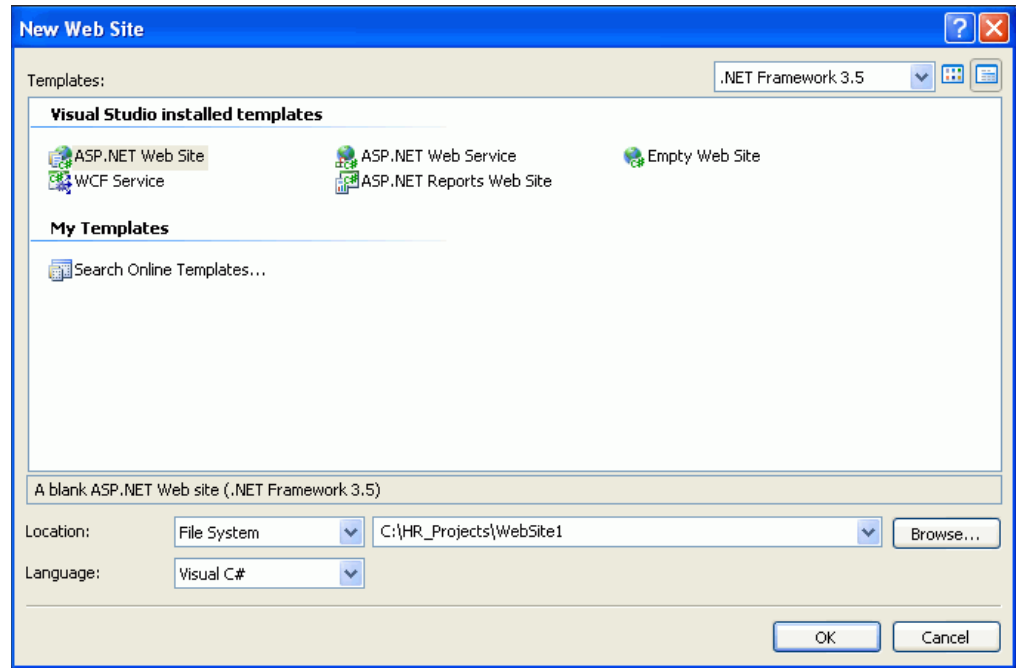 New Web Site
Templates:
.NET Framework 3.5
Visual Studio installed templates
ASP.NET Web Site
ASP.NET Web Service
Empty Web Site
WCF Service
ASP.NET Reports Web Site
My Templates
Search Online Templates...
A blank ASP.NET Web site (.NET Framework 3.5)
Location:
File System
C:\HR_Projects\WebSite1
Browse...
Language:
Visual C#
OK
Cancel